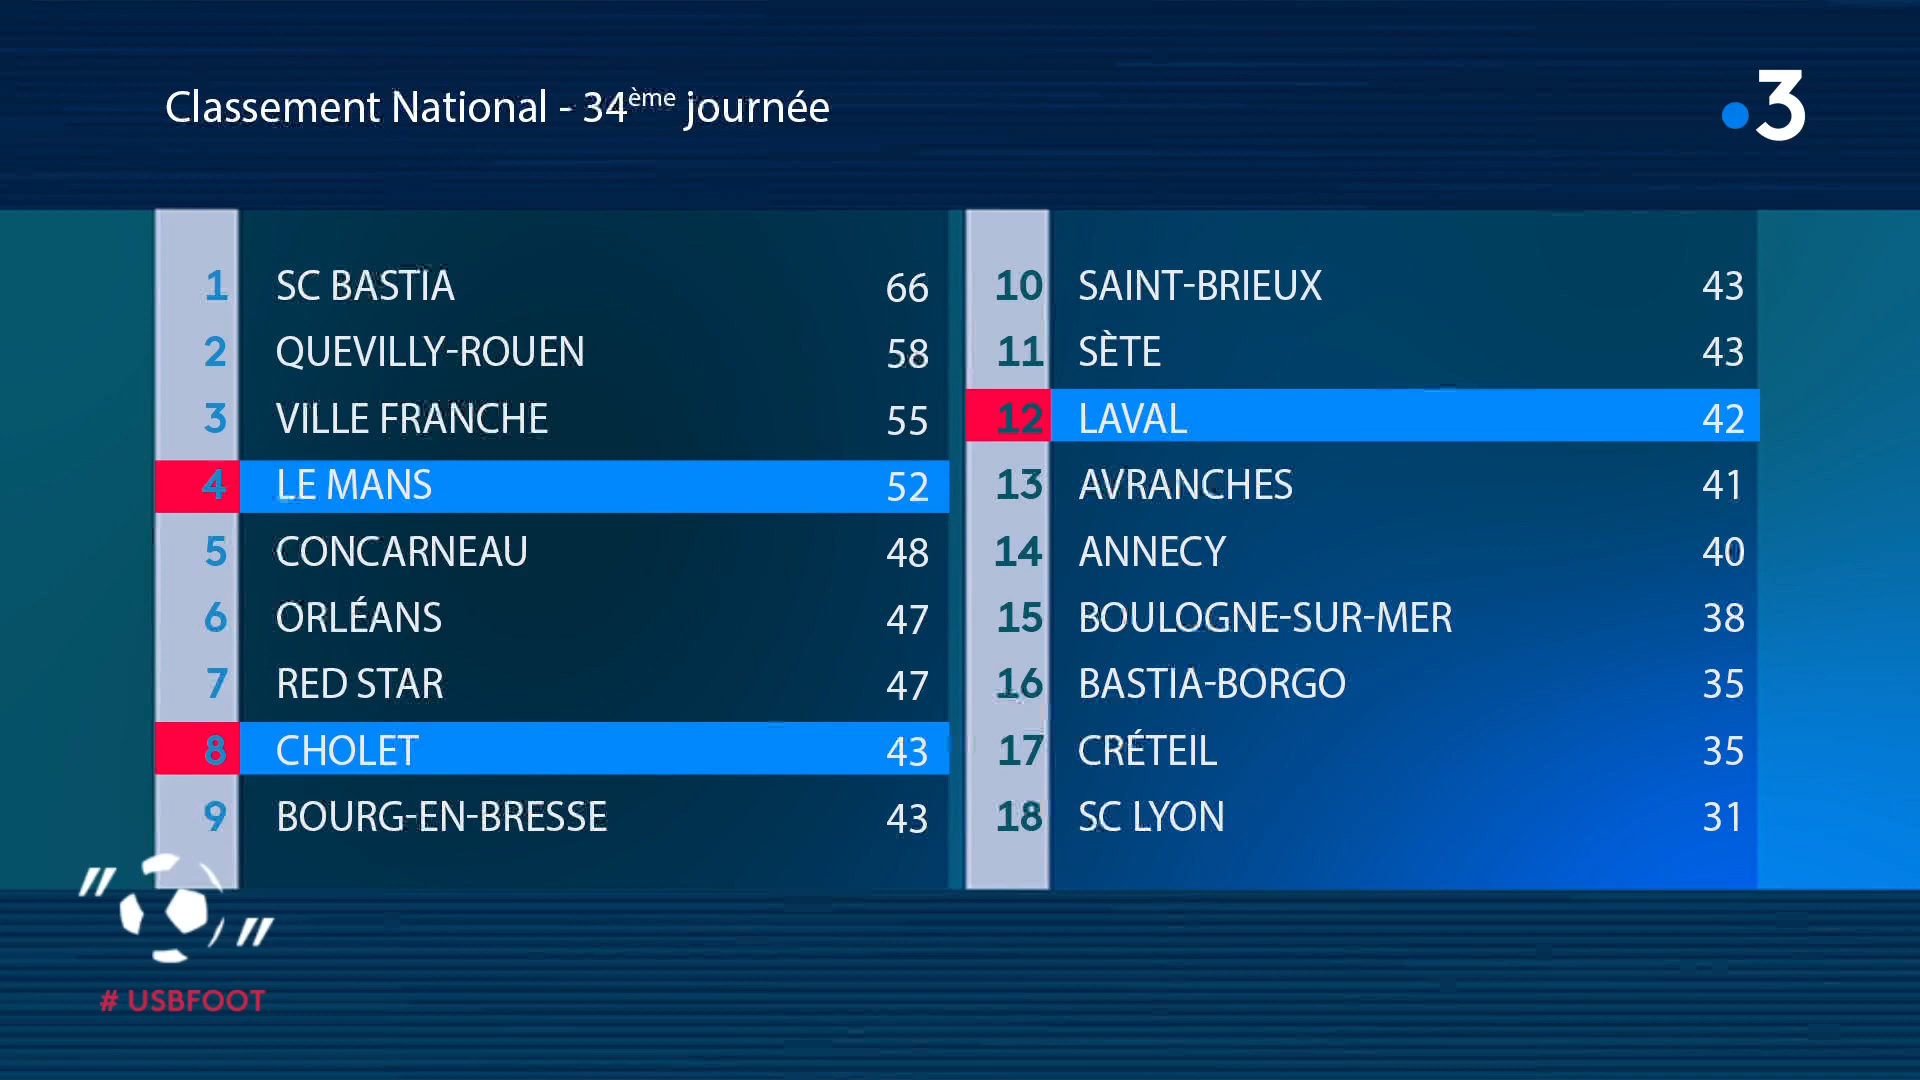 Classement National - 34ème journée
3
1 SC BASTIA 66
2 QUEVILLY-ROUEN 58
3 VILLE FRANCHE 55
4 LE MANS 52
5 CONCARNEAU 48
6 ORLÉANS 47
7 RED STAR 47
8 CHOLET 43
9 BOURG-EN-BRESSE 43
10 SAINT-BRIEUX 43
11 SÈTE 43
12 LAVAL 42
13 AVRANCHES 41
14 ANNECY 40
15 BOULOGNE-SUR-MER 38
16 BASTIA-BORGO 35
17 CRÉTEIL 35
18 SC LYON 31
# USBFOOT